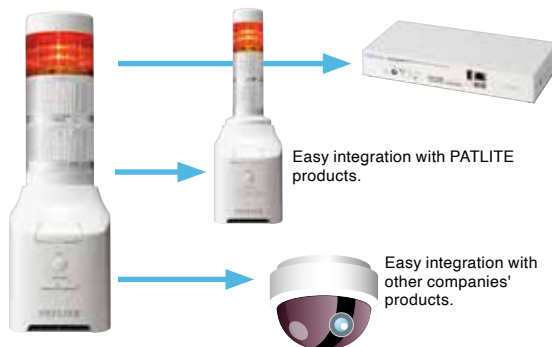 Easy integration with PATLITE
products.
Easy integration with
other companies'
products.
PATLITE